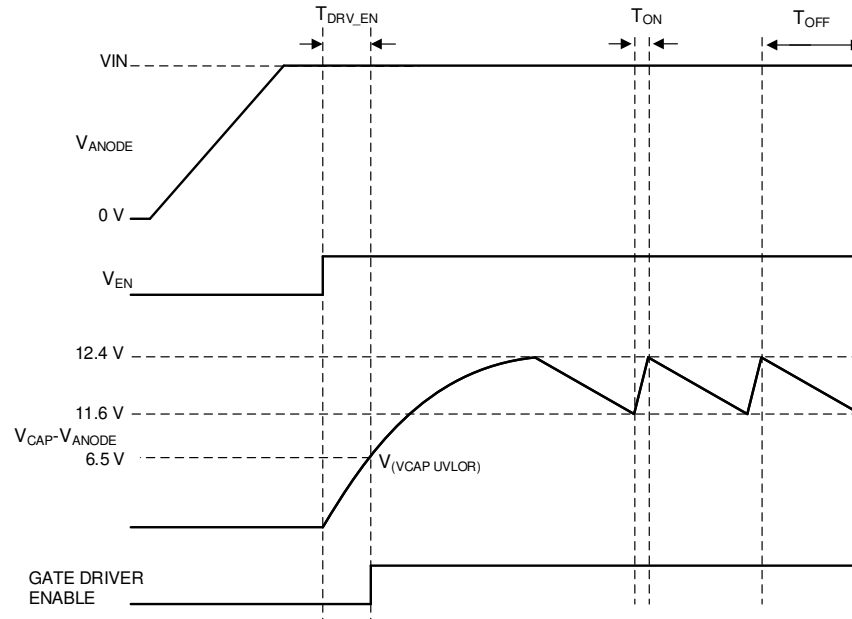 T_DRV_EN
T_ON
T_OFF
VIN
V_ANODE
0 V
V_EN
12.4 V
11.6 V
V_CAP-V_ANODE
6.5 V
V_(VCAP UVLOR)
GATE DRIVER
ENABLE